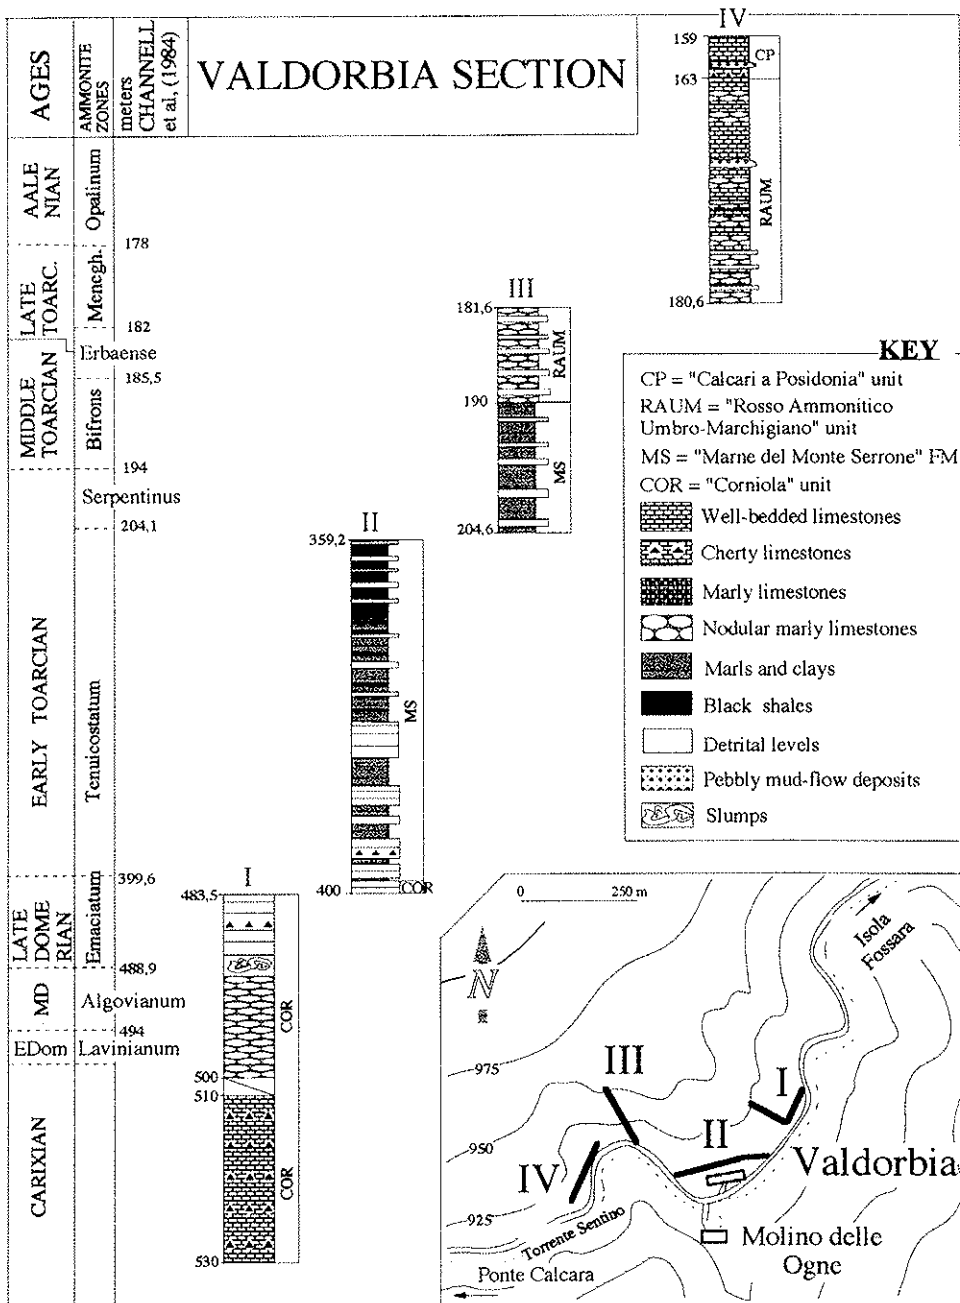 VALDORBIA SECTION
AGES
AMMONITE
ZONES
meters
CHANNELL
et al, (1984)
AALE
NIAN
Opalinum
178
LATE
TOARC.
Menegh.
182
Erbaense
MIDDLE
TOARCIAN
185,5
Bifrons
194
Serpentinus
204,1
EARLY TOARCIAN
Tenuicostatum
399,6
LATE
DOME
RIAN
Emaciatum
488,9
MD
Algovianum
494
EDom
Lavinianum
CARIXIAN
IV
159
CP
163
RAUM
180,6
III
181,6
RAUM
190
MS
204,6
II
359,2
MS
400
COR
I
483,5
COR
500
510
COR
530
KEY
CP = "Calcari a Posidonia" unit
RAUM = "Rosso Ammonitico
Umbro-Marchigiano" unit
MS = "Marne del Monte Serrone" FM
COR = "Corniola" unit
Well-bedded limestones
Cherty limestones
Marly limestones
Nodular marly limestones
Marls and clays
Black shales
Detrital levels
Pebbly mud-flow deposits
Slumps
0 250 m
N
Isola
Fossara
975
III
I
II
950
Valdorbia
IV
925
Torrente Sentino
Molino delle
Ogne
Ponte Calcara